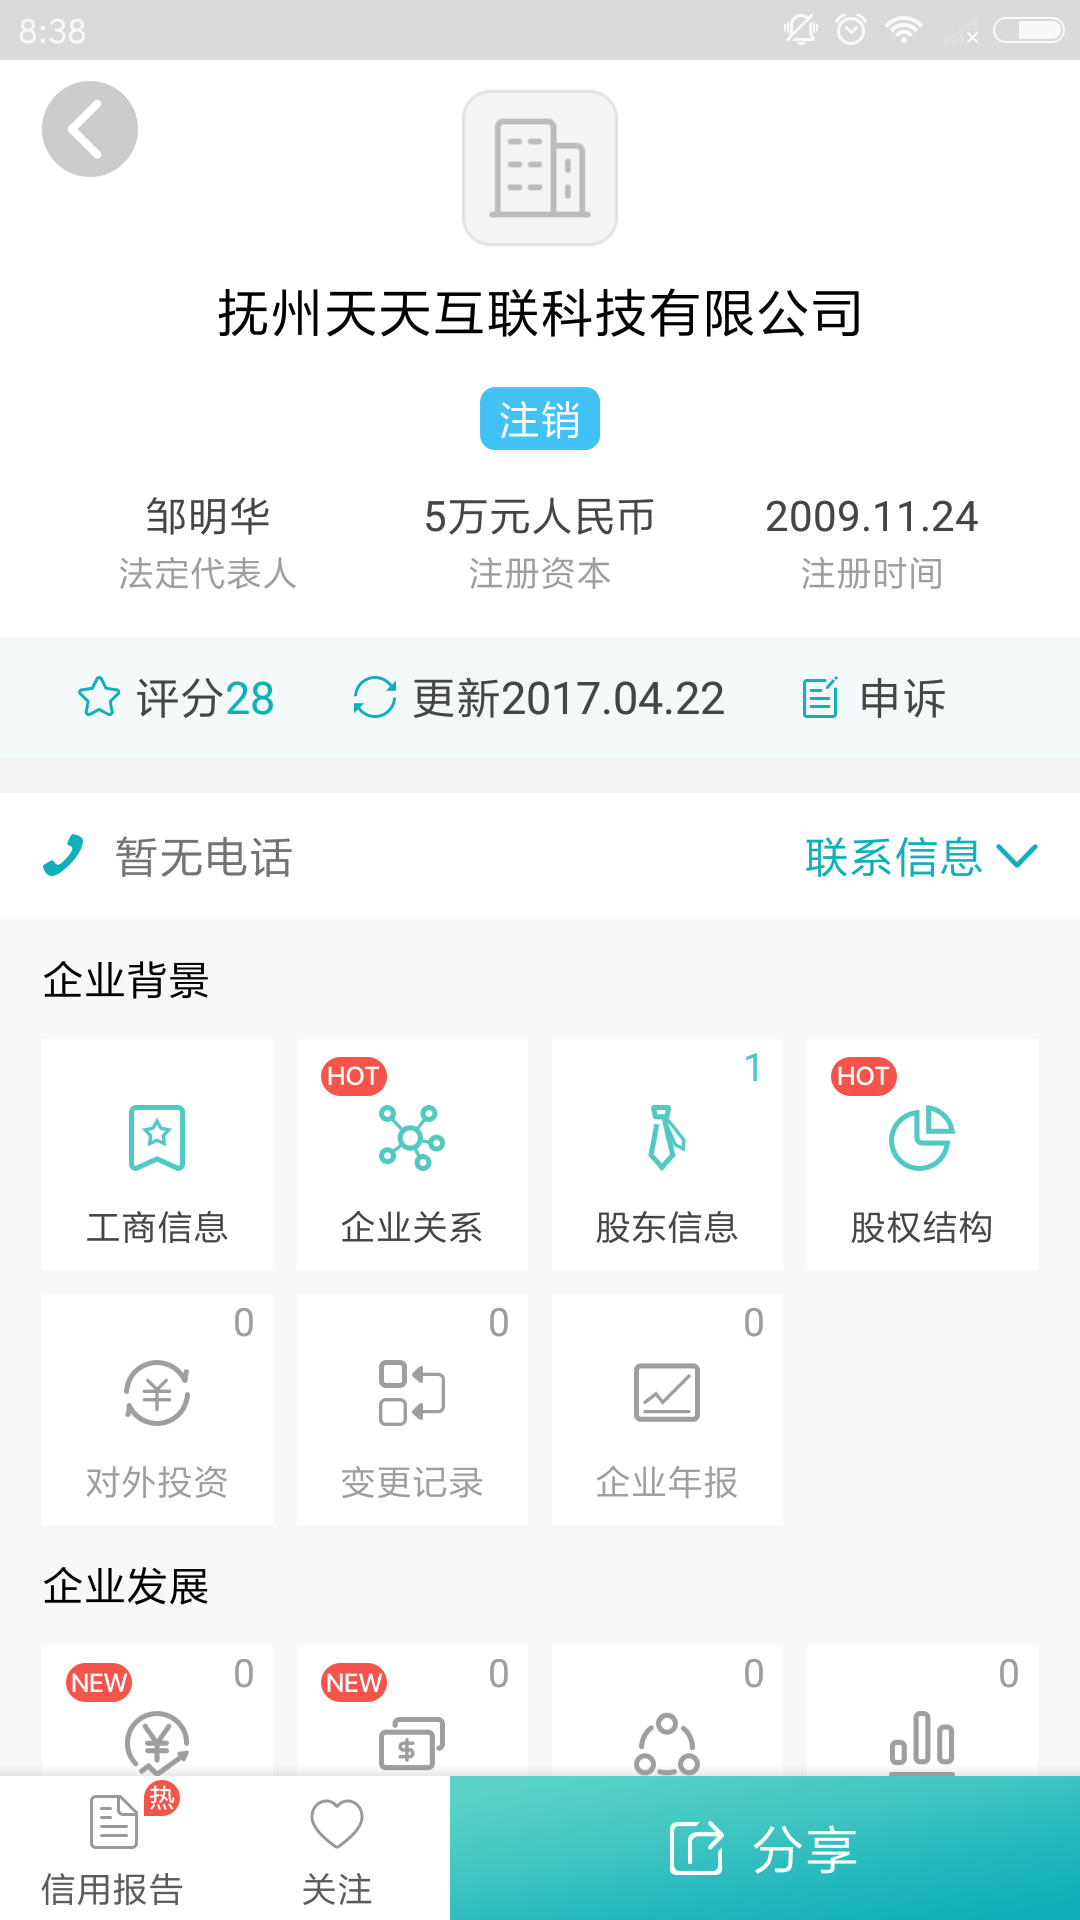 8:38
抚州天天互联科技有限公司
注销
邹明华 5万元人民币 2009.11.24
法定代表人 注册资本 注册时间
评分28 更新2017.04.22 申诉
暂无电话 联系信息
企业背景
HOT 1 HOT
工商信息 企业关系 股东信息 股权结构
0 0 0
对外投资 变更记录 企业年报
企业发展
NEW 0 NEW 0 0 0
热
信用报告 关注 分享